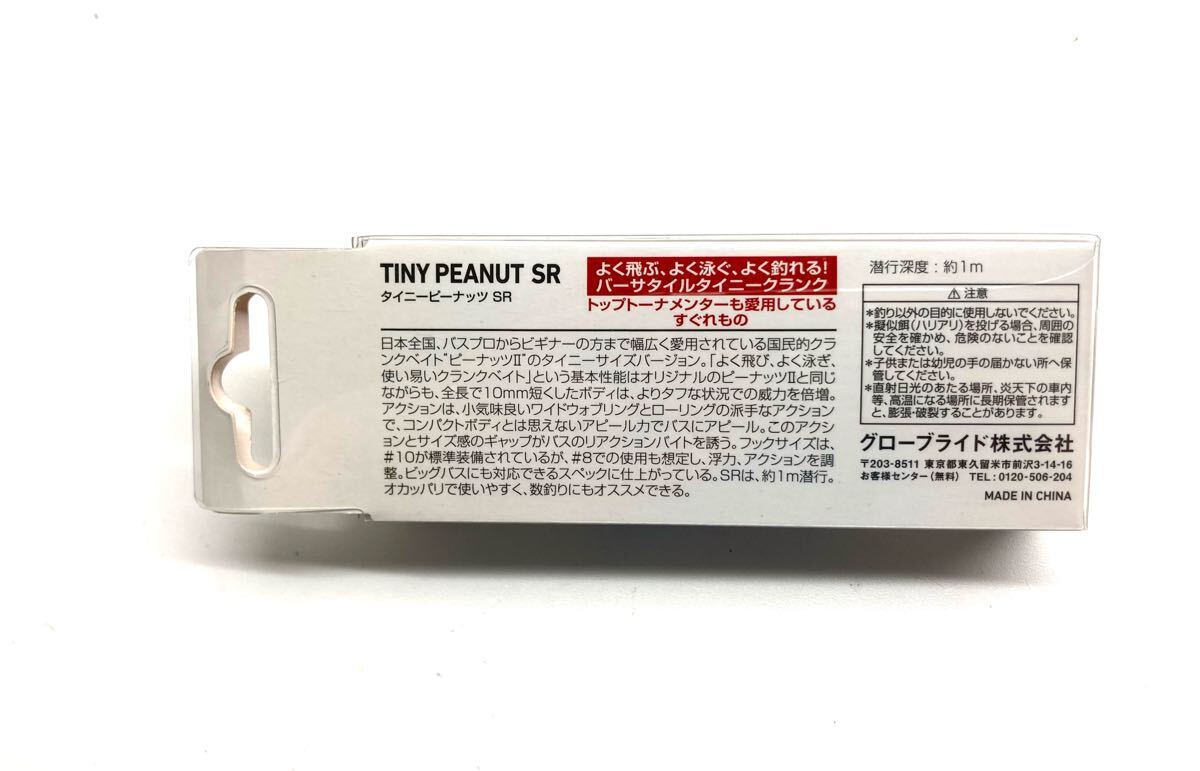 TINY PEANUT SR
タイニーピーナッツ SR
よく飛ぶ、よく泳ぐ、よく釣れる!
バーサタイルタイニークランク
トップトーナメンターも愛用している
すぐれもの
日本全国、バスプロからビギナーの方まで幅広く愛用されている国民的クラ
ンクベイト"ピーナッツⅡ"のタイニーサイズバージョン。「よく飛び、よく泳ぎ、
使い易いクランクベイト」という基本性能はオリジナルのピーナッツⅡと同じ
ながらも、全長で10mm短くしたボディは、よりタフな状況での威力を倍増。
アクションは、小気味良いワイドウォブリングとローリングの派手なアクション
で、コンパクトボディとは思えないアピール力でバスにアピール。このアク
ションとサイズ感のギャップがバスのリアクションバイトを誘う。フックサイズは、
#10が標準装備されているが、#8での使用も想定し、浮力、アクションを調
整。ビッグバスにも対応できるスペックに仕上がっている。SRは、約1m潜行。
オカッパリで使いやすく、数釣りにもオススメできる。
潜行深度:約1m
⚠ 注意
*釣り以外の目的に使用しないでください。
*擬似餌(ハリアリ)を投げる場合、周囲の
安全を確かめ、危険のないことを確認
してください。
*子供または幼児の手の届かない所へ保
管してください。
*直射日光のあたる場所、炎天下の車内
等、高温になる場所に長期保管されます
と、膨張・破裂することがあります。
グローブライド株式会社
〒203-8511 東京都東久留米市前沢3-14-16
お客様センター(無料) TEL:0120-506-204
MADE IN CHINA